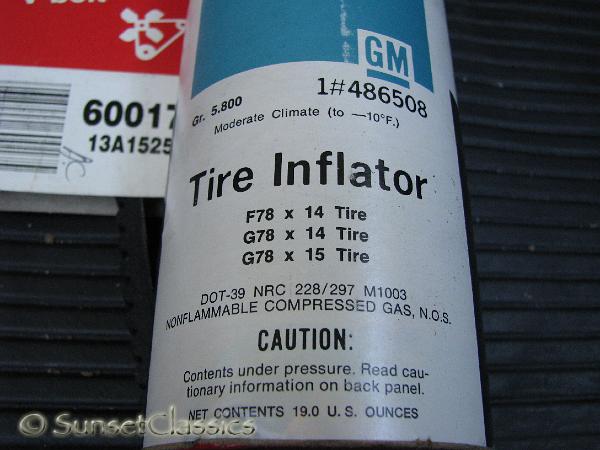 V-belt
60017
13A1525
GM
1#486508
Gr. 5.800
Moderate Climate (to —10°F.)
Tire Inflator
F78 x 14 Tire
G78 x 14 Tire
G78 x 15 Tire
DOT-39 NRC 228/297 M1003
NONFLAMMABLE COMPRESSED GAS, N.O.S.
CAUTION:
Contents under pressure. Read cau-
tionary information on back panel.
NET CONTENTS 19.0 U.S. OUNCES
© SunsetClassics